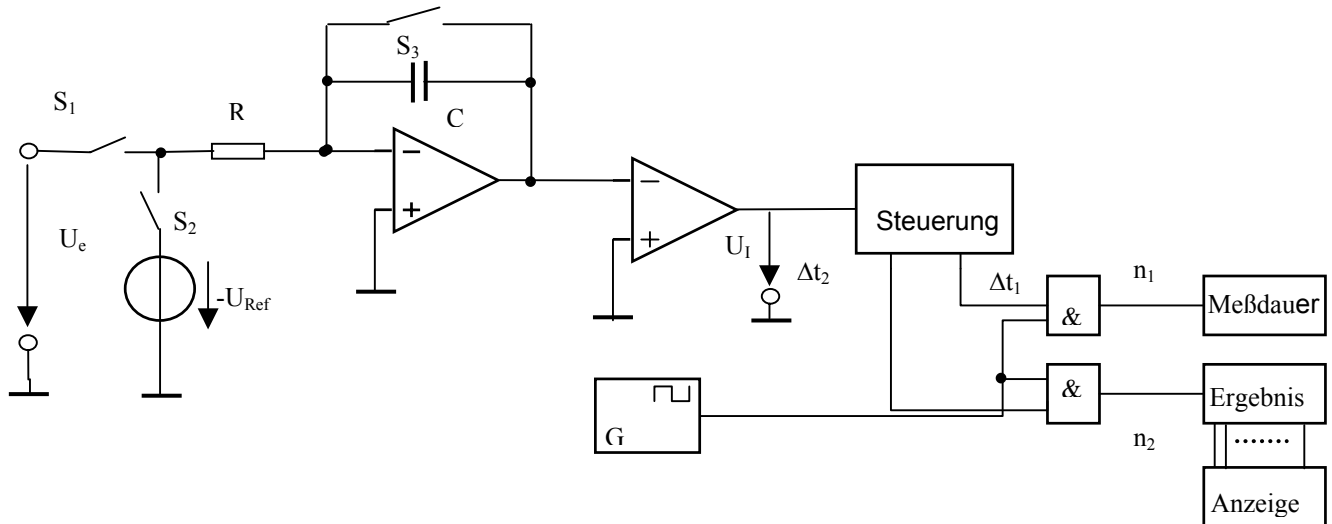 S3
S1
R
C
−
+
−
+
Steuerung
S2
Ue
-URef
UI
Δt2
Δt1
n1
&
Meßdauer
&
Ergebnis
G
n2
.......
Anzeige